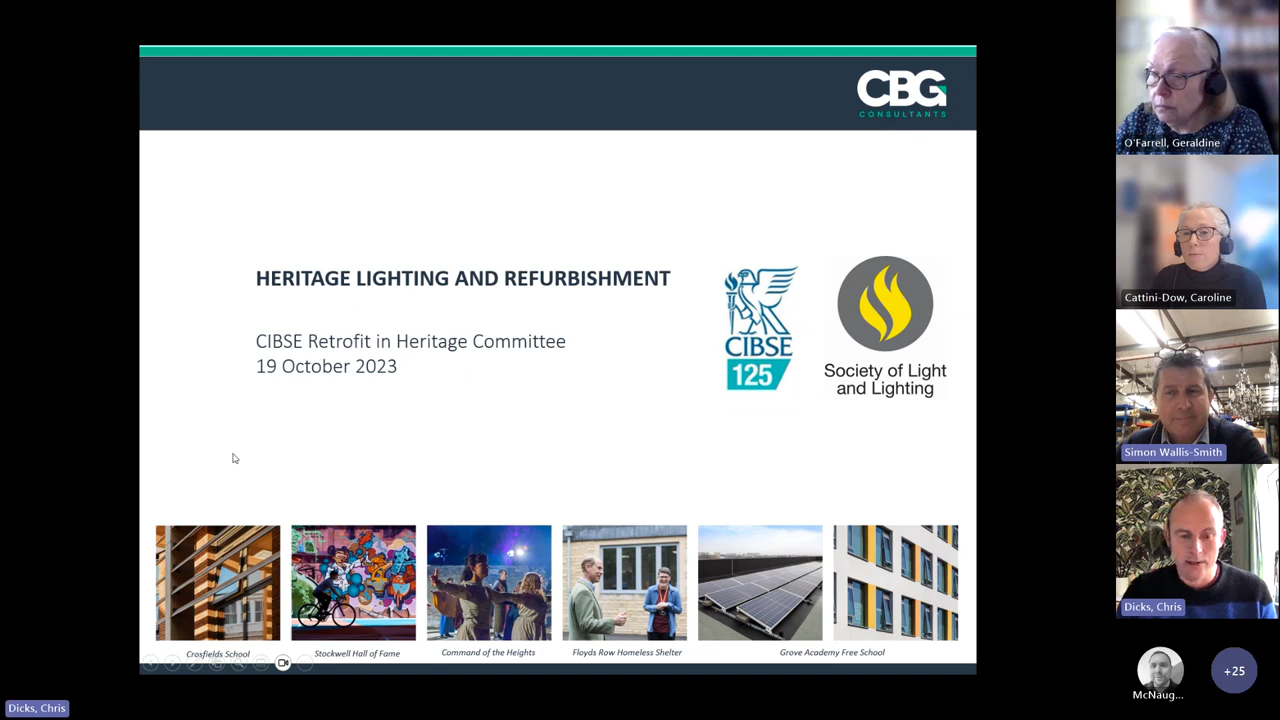 CBG
CONSULTANTS
HERITAGE LIGHTING AND REFURBISHMENT
CIBSE Retrofit in Heritage Committee
19 October 2023
CIBSE
125
Society of Light
and Lighting
Crosfields School
Stockwell Hall of Fame
Command of the Heights
Floyds Row Homeless Shelter
Grove Academy Free School
O'Farrell, Geraldine
Cattini-Dow, Caroline
Simon Wallis-Smith
Dicks, Chris
McNaug...
+25
Dicks, Chris